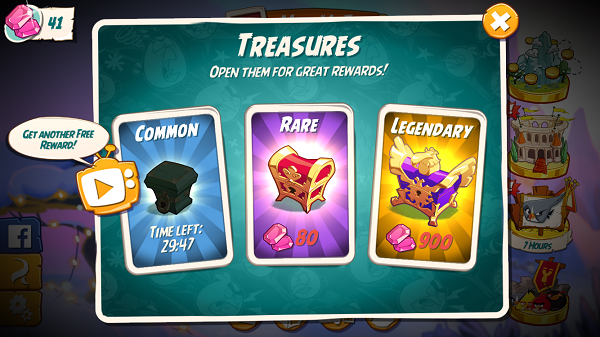 41
TREASURES
OPEN THEM FOR GREAT REWARDS!
GET ANOTHER FREE
REWARD!
COMMON
TIME LEFT:
29:47
RARE
80
LEGENDARY
900
7 HOURS